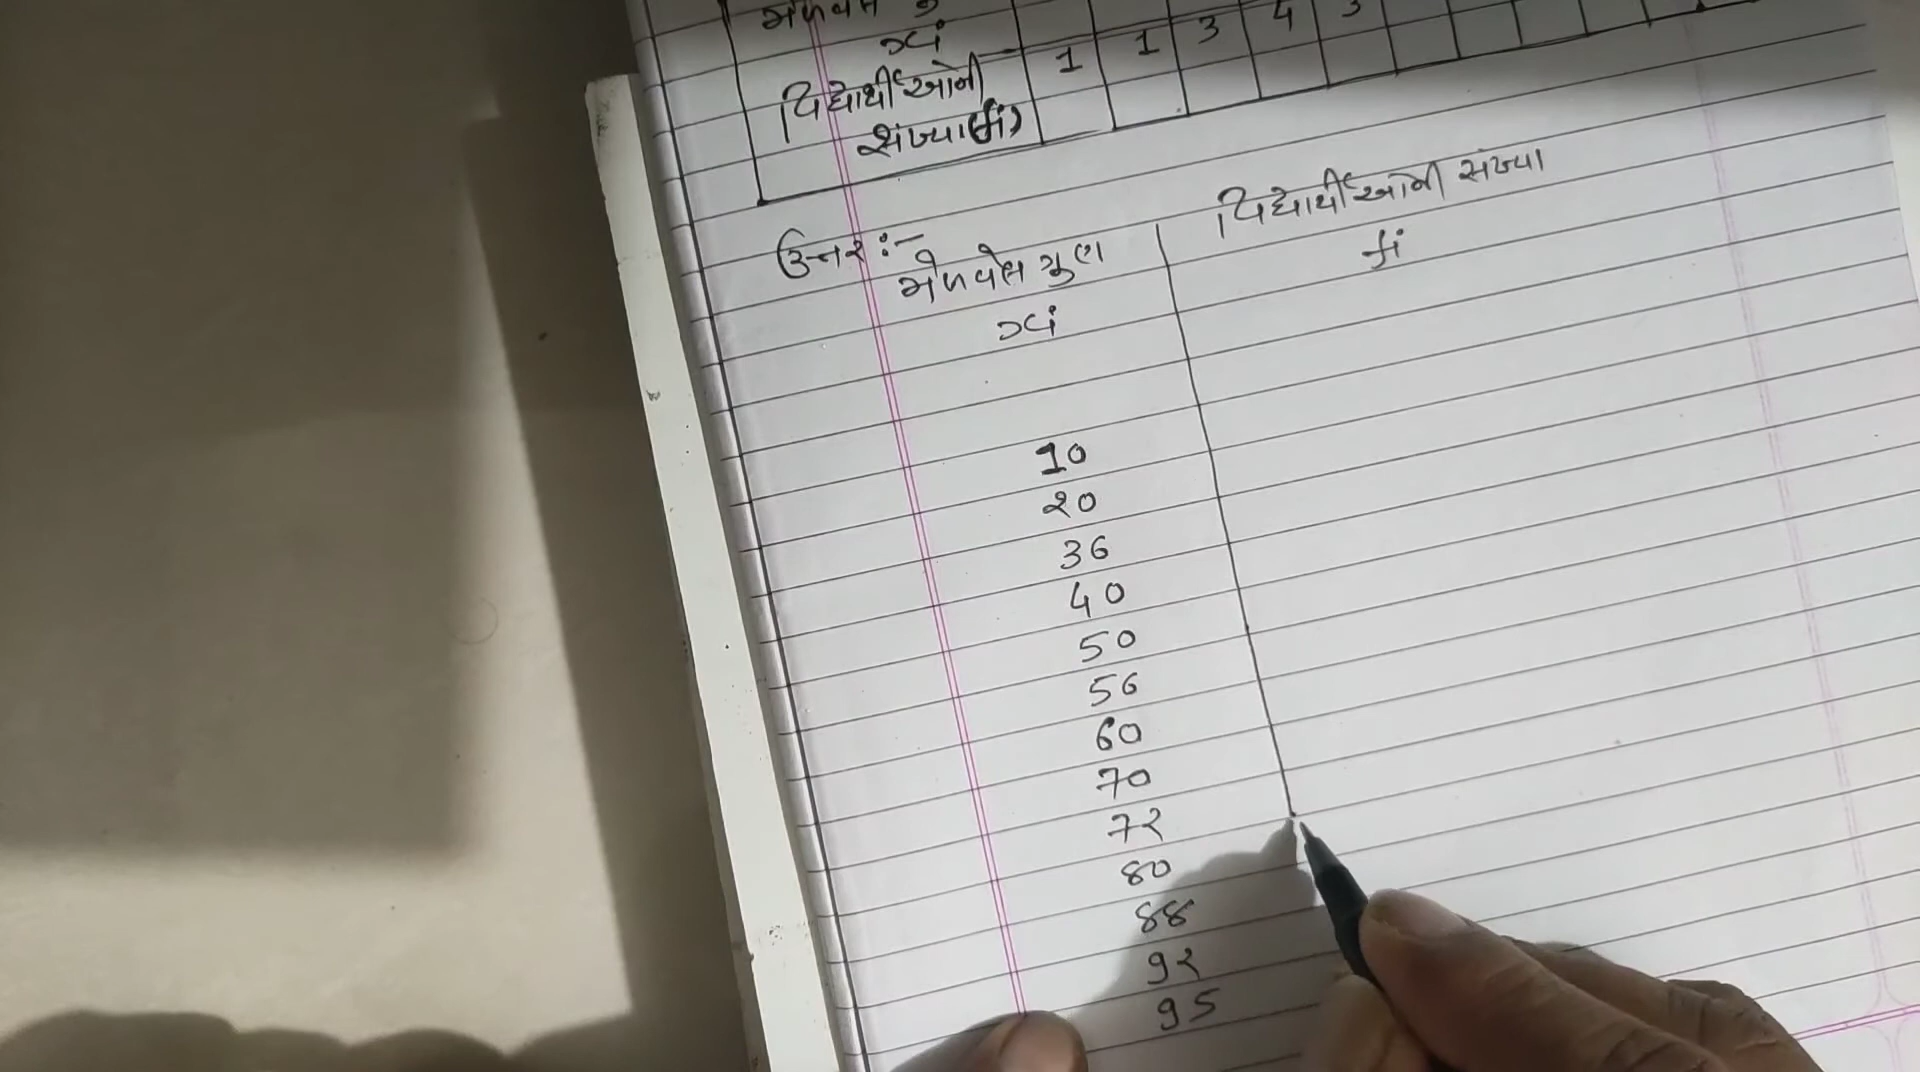 1 1 3 4 3
xi
વિદ્યાર્થીઓની
સંખ્યા(fi)
ઉત્તર :-
મેળવેલ ગુણ
xi
વિદ્યાર્થીઓની સંખ્યા
fi
10
20
36
40
50
56
60
70
72
80
88
92
95